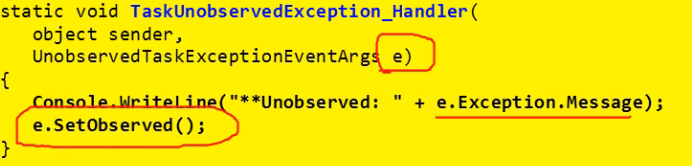 static void TaskUnobservedException_Handler(
object sender,
UnobservedTaskExceptionEventArgs e)
{
Console.WriteLine("**Unobserved: " + e.Exception.Message);
e.SetObserved();
}